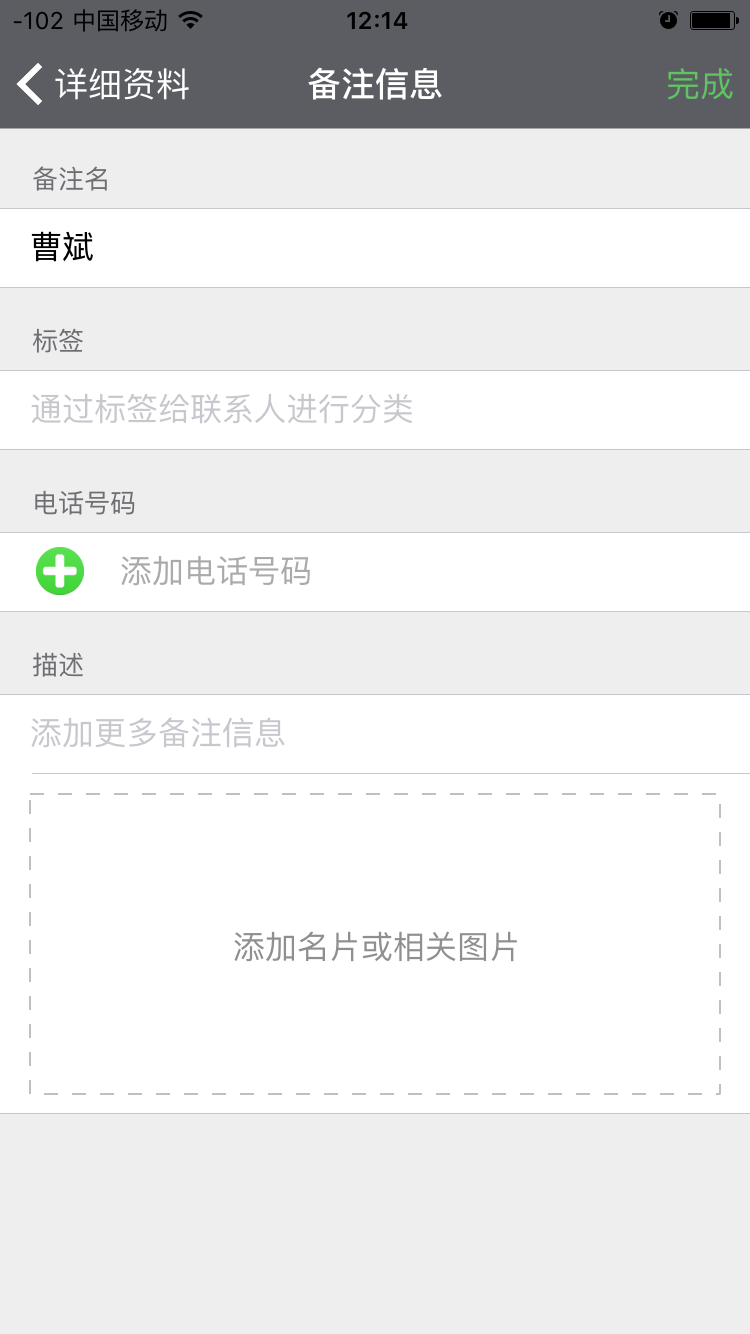 -102 中国移动 12:14
详细资料 备注信息 完成
备注名
曹斌
标签
通过标签给联系人进行分类
电话号码
添加电话号码
描述
添加更多备注信息
添加名片或相关图片